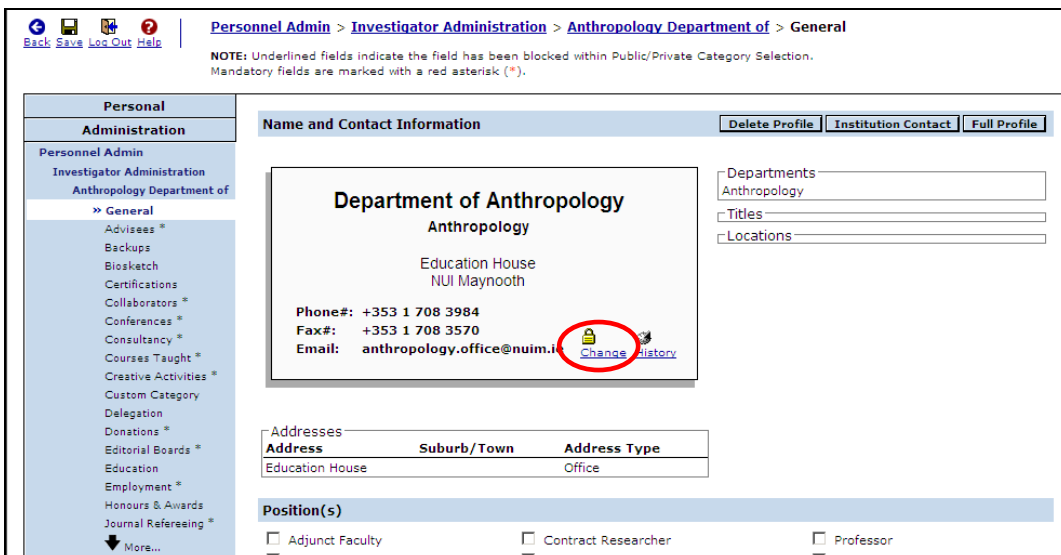 Back Save Log Out Help
Personnel Admin > Investigator Administration > Anthropology Department of > General
NOTE: Underlined fields indicate the field has been blocked within Public/Private Category Selection.
Mandatory fields are marked with a red asterisk (*).
Personal
Administration
Personnel Admin
Investigator Administration
Anthropology Department of
» General
Advisees *
Backups
Biosketch
Certifications
Collaborators *
Conferences *
Consultancy *
Courses Taught *
Creative Activities *
Custom Category
Delegation
Donations *
Editorial Boards *
Education
Employment *
Honours & Awards
Journal Refereeing *
More...
Name and Contact Information
Delete Profile Institution Contact Full Profile
Department of Anthropology
Anthropology
Education House
NUI Maynooth
Phone#: +353 1 708 3984
Fax#: +353 1 708 3570
Email: anthropology.office@nuim.ie
Change History
Departments
Anthropology
Titles
Locations
Addresses
Address Suburb/Town Address Type
Education House Office
Position(s)
Adjunct Faculty Contract Researcher Professor